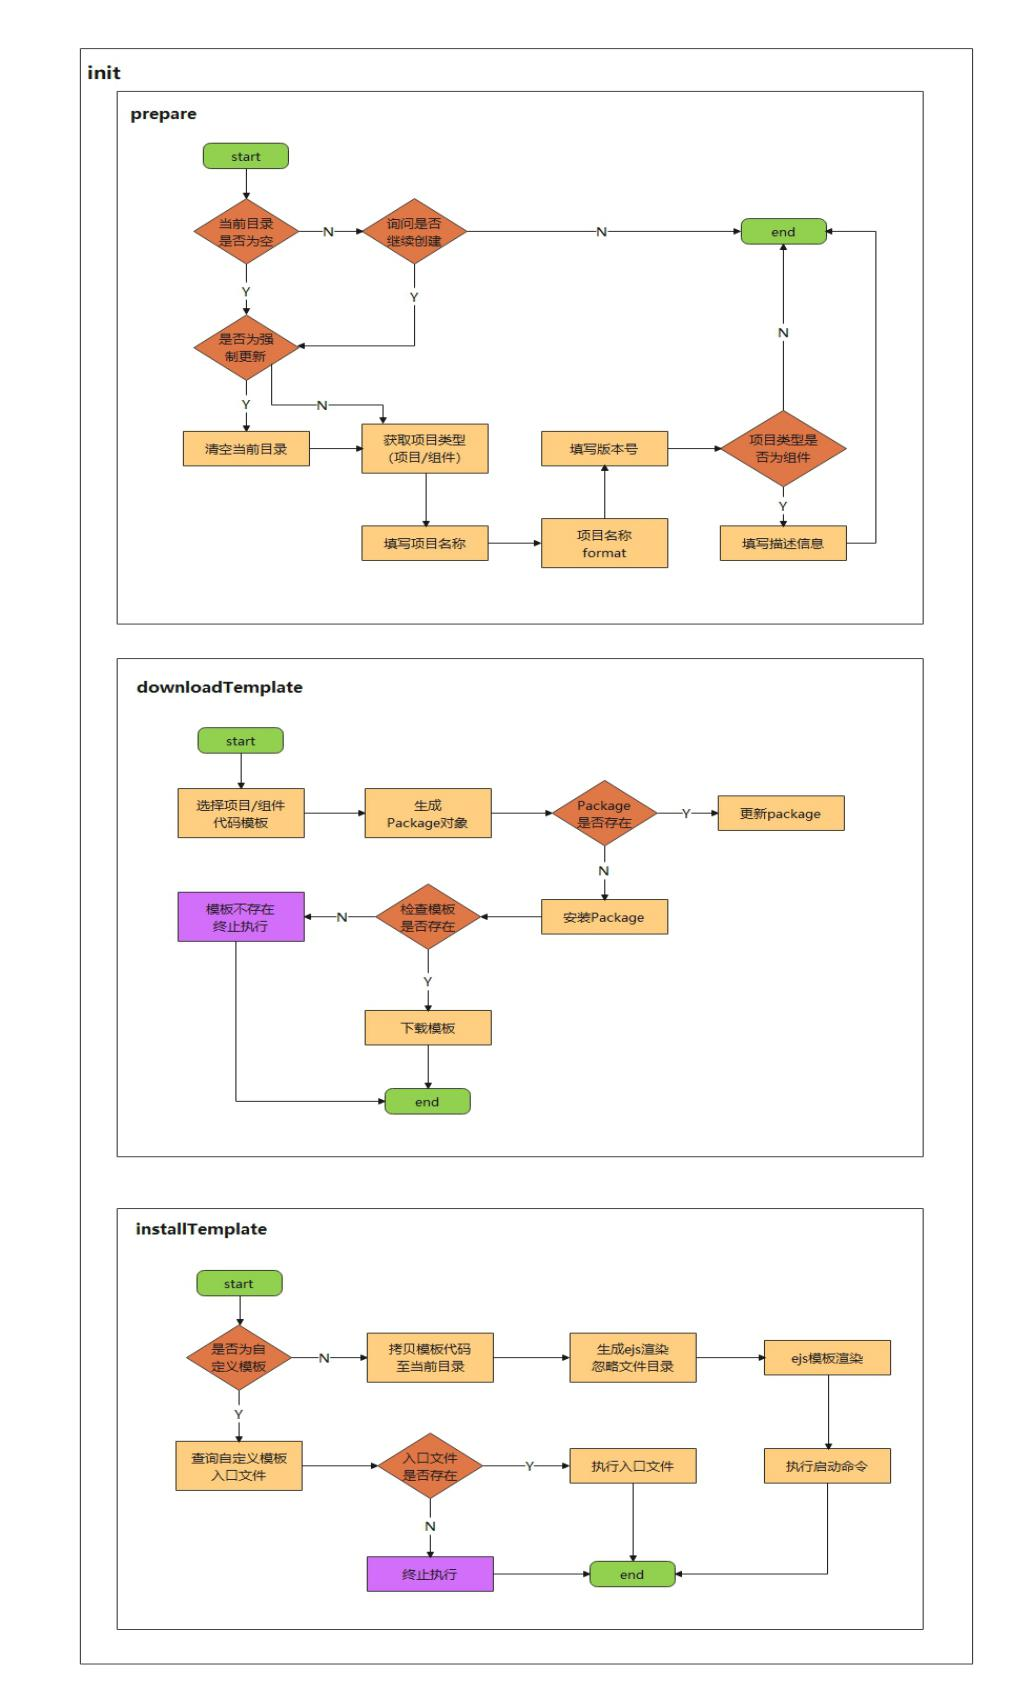 init
prepare
start
当前目录
是否为空
N
询问是否
继续创建
N
end
Y
Y
是否为强
制更新
N
Y
N
清空当前目录
获取项目类型
（项目/组件）
填写版本号
项目类型是
否为组件
Y
填写项目名称
项目名称
format
填写描述信息
downloadTemplate
start
选择项目/组件
代码模板
生成
Package对象
Package
是否存在
Y
更新package
N
模板不存在
终止执行
N
检查模板
是否存在
安装Package
Y
下载模板
end
installTemplate
start
是否为自
定义模板
N
拷贝模板代码
至当前目录
生成ejs渲染
忽略文件目录
ejs模板渲染
Y
查询自定义模板
入口文件
入口文件
是否存在
Y
执行入口文件
执行启动命令
N
终止执行
end